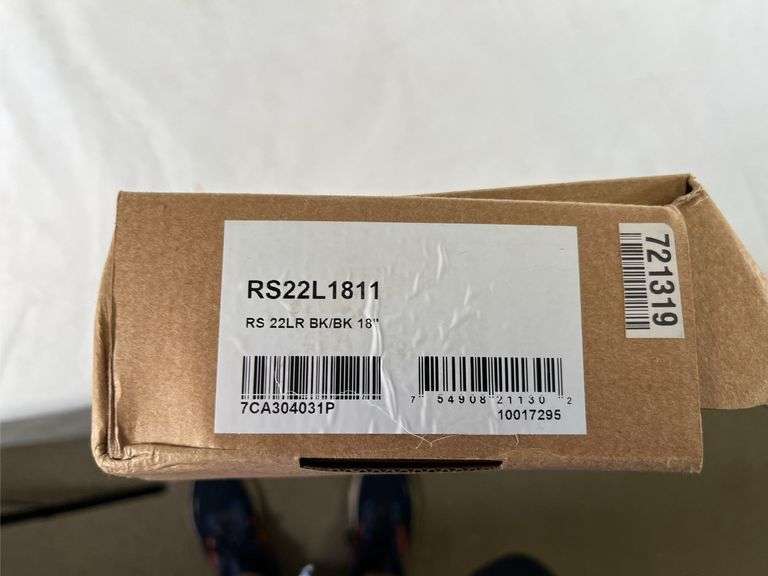 RS22L1811
RS 22LR BK/BK 18"
7CA304031P
7 54908 21130 2
10017295
721319